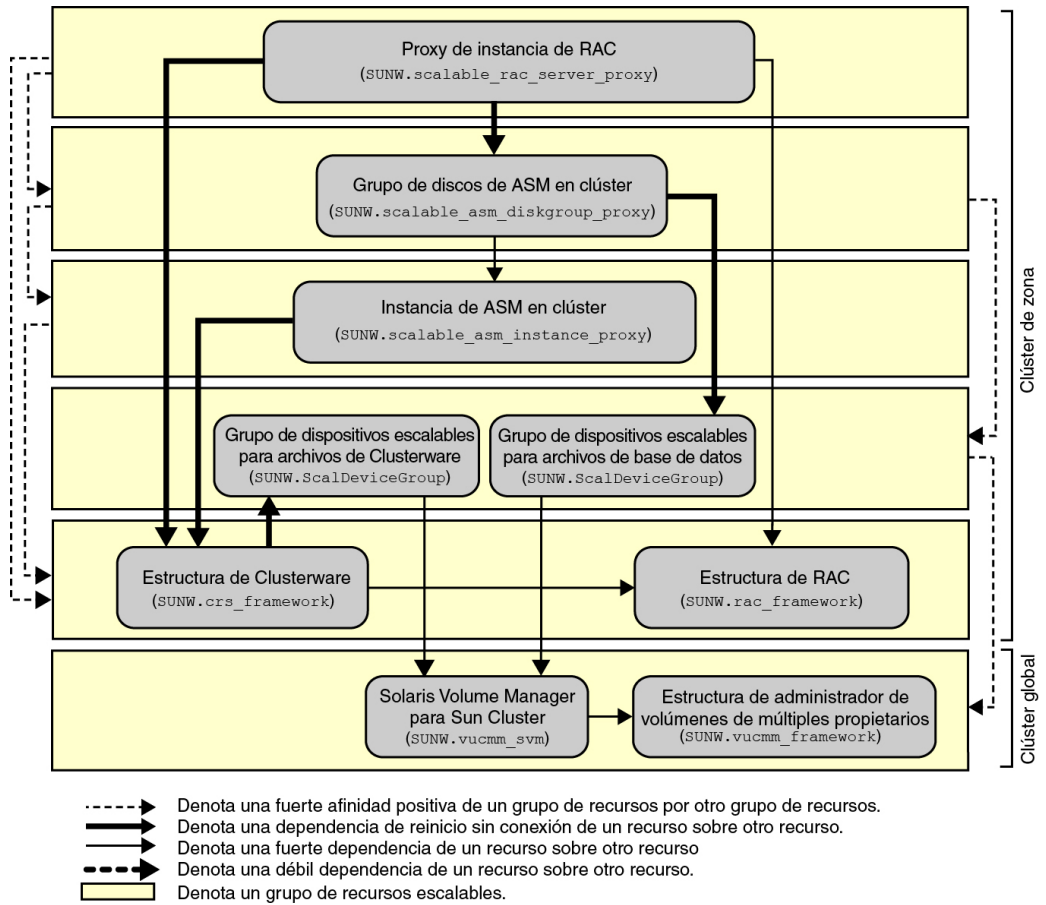 Proxy de instancia de RAC
(SUNW.scalable_rac_server_proxy)
Grupo de discos de ASM en clúster
(SUNW.scalable_asm_diskgroup_proxy)
Instancia de ASM en clúster
(SUNW.scalable_asm_instance_proxy)
Clúster de zona
Grupo de dispositivos escalables
para archivos de Clusterware
(SUNW.ScalDeviceGroup)
Grupo de dispositivos escalables
para archivos de base de datos
(SUNW.ScalDeviceGroup)
Estructura de Clusterware
(SUNW.crs_framework)
Estructura de RAC
(SUNW.rac_framework)
Solaris Volume Manager
para Sun Cluster
(SUNW.vucmm_svm)
Estructura de administrador de
volúmenes de múltiples propietarios
(SUNW.vucmm_framework)
Clúster global
Denota una fuerte afinidad positiva de un grupo de recursos por otro grupo de recursos.
Denota una dependencia de reinicio sin conexión de un recurso sobre otro recurso.
Denota una fuerte dependencia de un recurso sobre otro recurso
Denota una débil dependencia de un recurso sobre otro recurso.
Denota un grupo de recursos escalables.